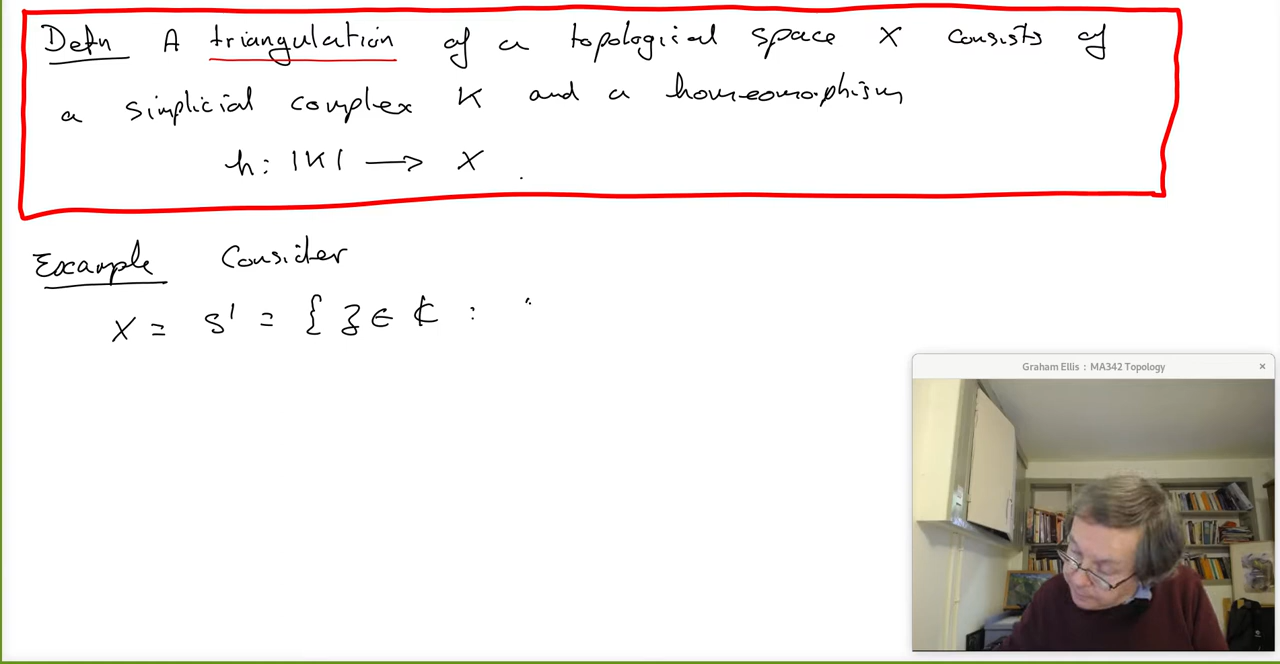 Defn A triangulation of a topological space X consists of
a simplicial complex K and a homeomorphism
h: |K| ⟶ X .
Example Consider
X = S¹ = { z ∈ ℂ :
Graham Ellis : MA342 Topology